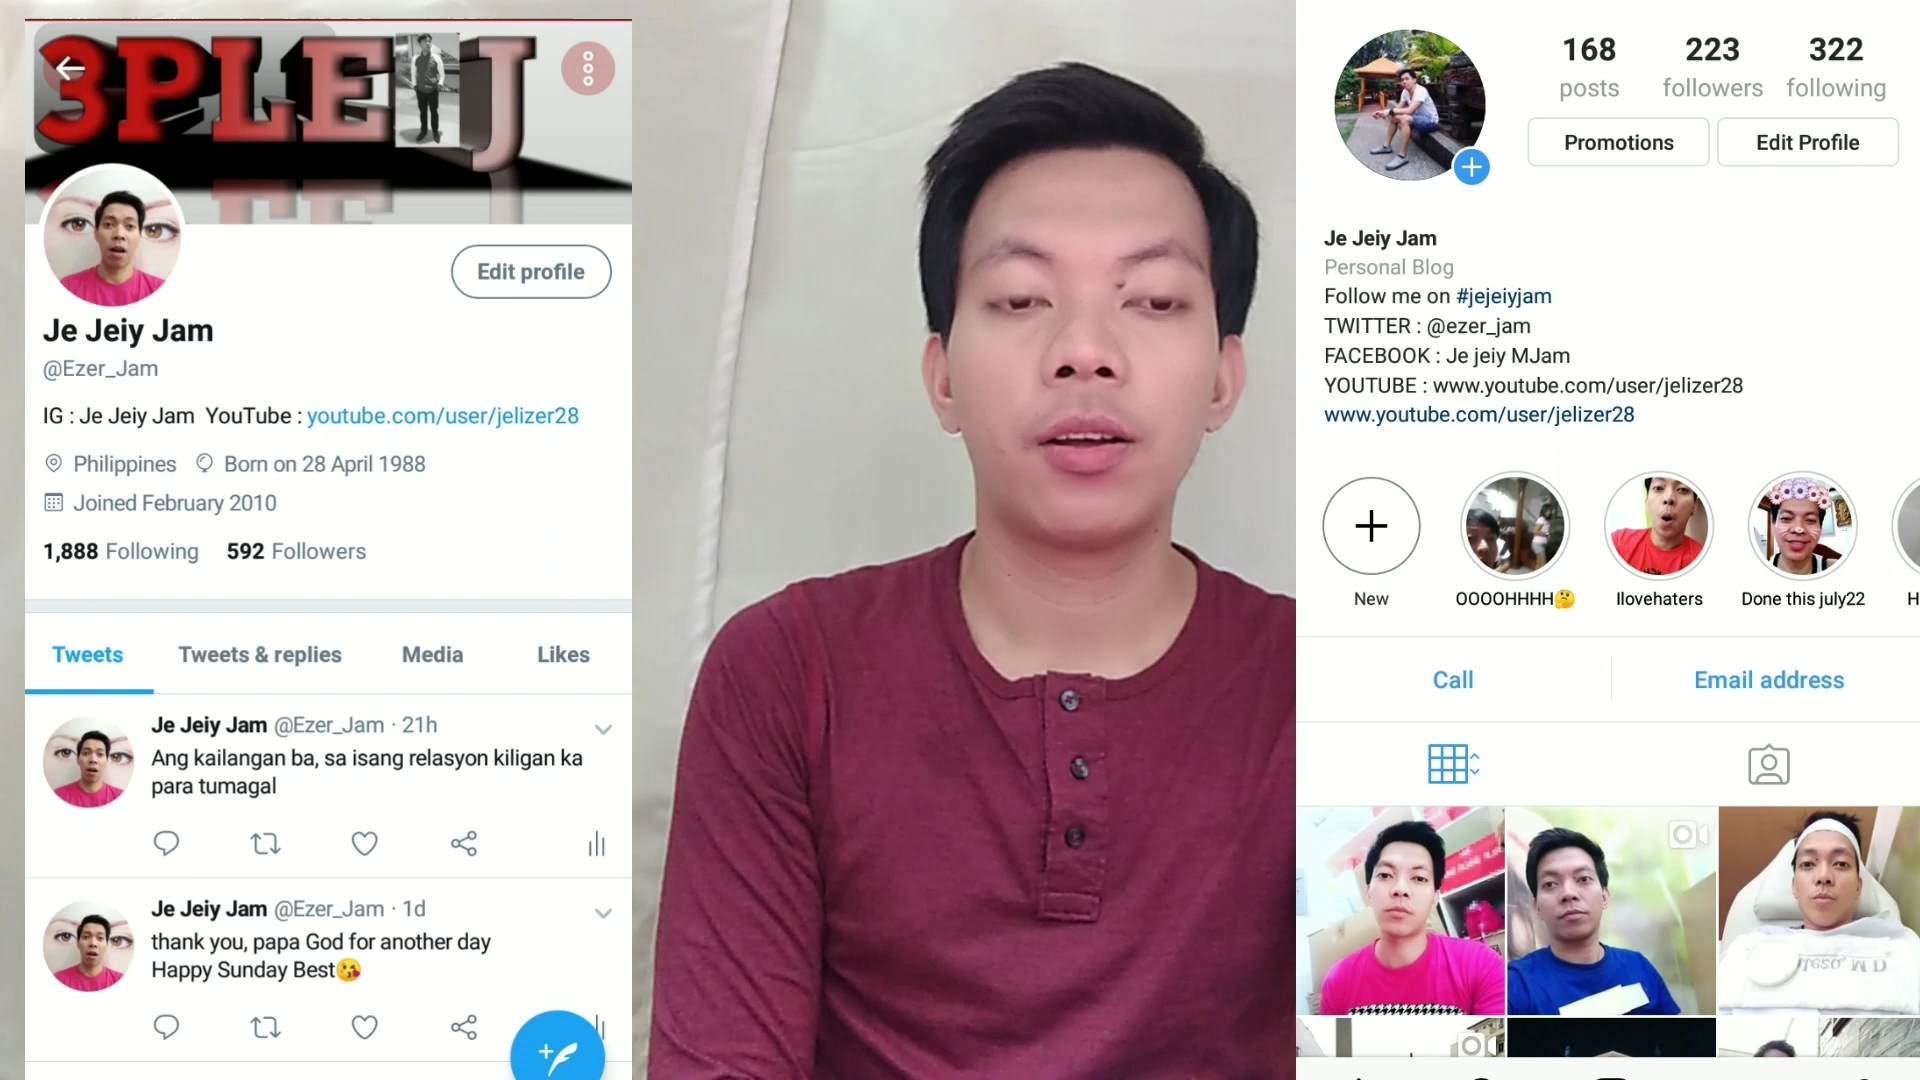 3PLE J
Edit profile
Je Jeiy Jam
@Ezer_Jam
IG : Je Jeiy Jam YouTube : youtube.com/user/jelizer28
Philippines Born on 28 April 1988
Joined February 2010
1,888 Following 592 Followers
Tweets Tweets & replies Media Likes
Je Jeiy Jam @Ezer_Jam · 21h
Ang kailangan ba, sa isang relasyon kiligan ka
para tumagal
Je Jeiy Jam @Ezer_Jam · 1d
thank you, papa God for another day
Happy Sunday Best😘
168 223 322
posts followers following
Promotions Edit Profile
Je Jeiy Jam
Personal Blog
Follow me on #jejeiyjam
TWITTER : @ezer_jam
FACEBOOK : Je jeiy MJam
YOUTUBE : www.youtube.com/user/jelizer28
www.youtube.com/user/jelizer28
New OOOOHHHH🤔 Ilovehaters Done this july22 H
Call Email address